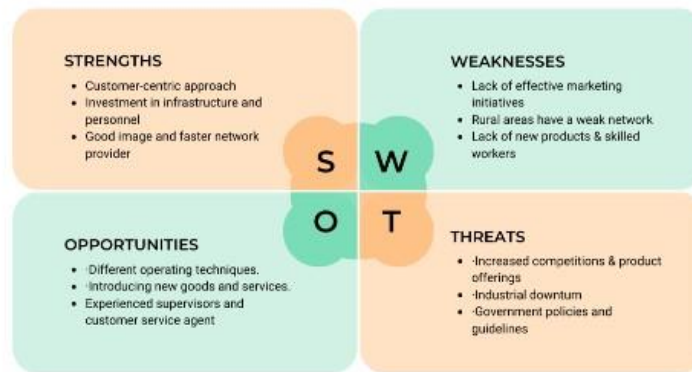 STRENGTHS
• Customer-centric approach
• Investment in infrastructure and
personnel
• Good image and faster network
provider
WEAKNESSES
• Lack of effective marketing
initiatives
• Rural areas have a weak network
• Lack of new products & skilled
workers
S W
O T
OPPORTUNITIES
• ·Different operating techniques.
• ·Introducing new goods and services.
• Experienced supervisors and
customer service agent
THREATS
• ·Increased competitions & product
offerings
• ·Industrial downturn
• ·Government policies and
guidelines